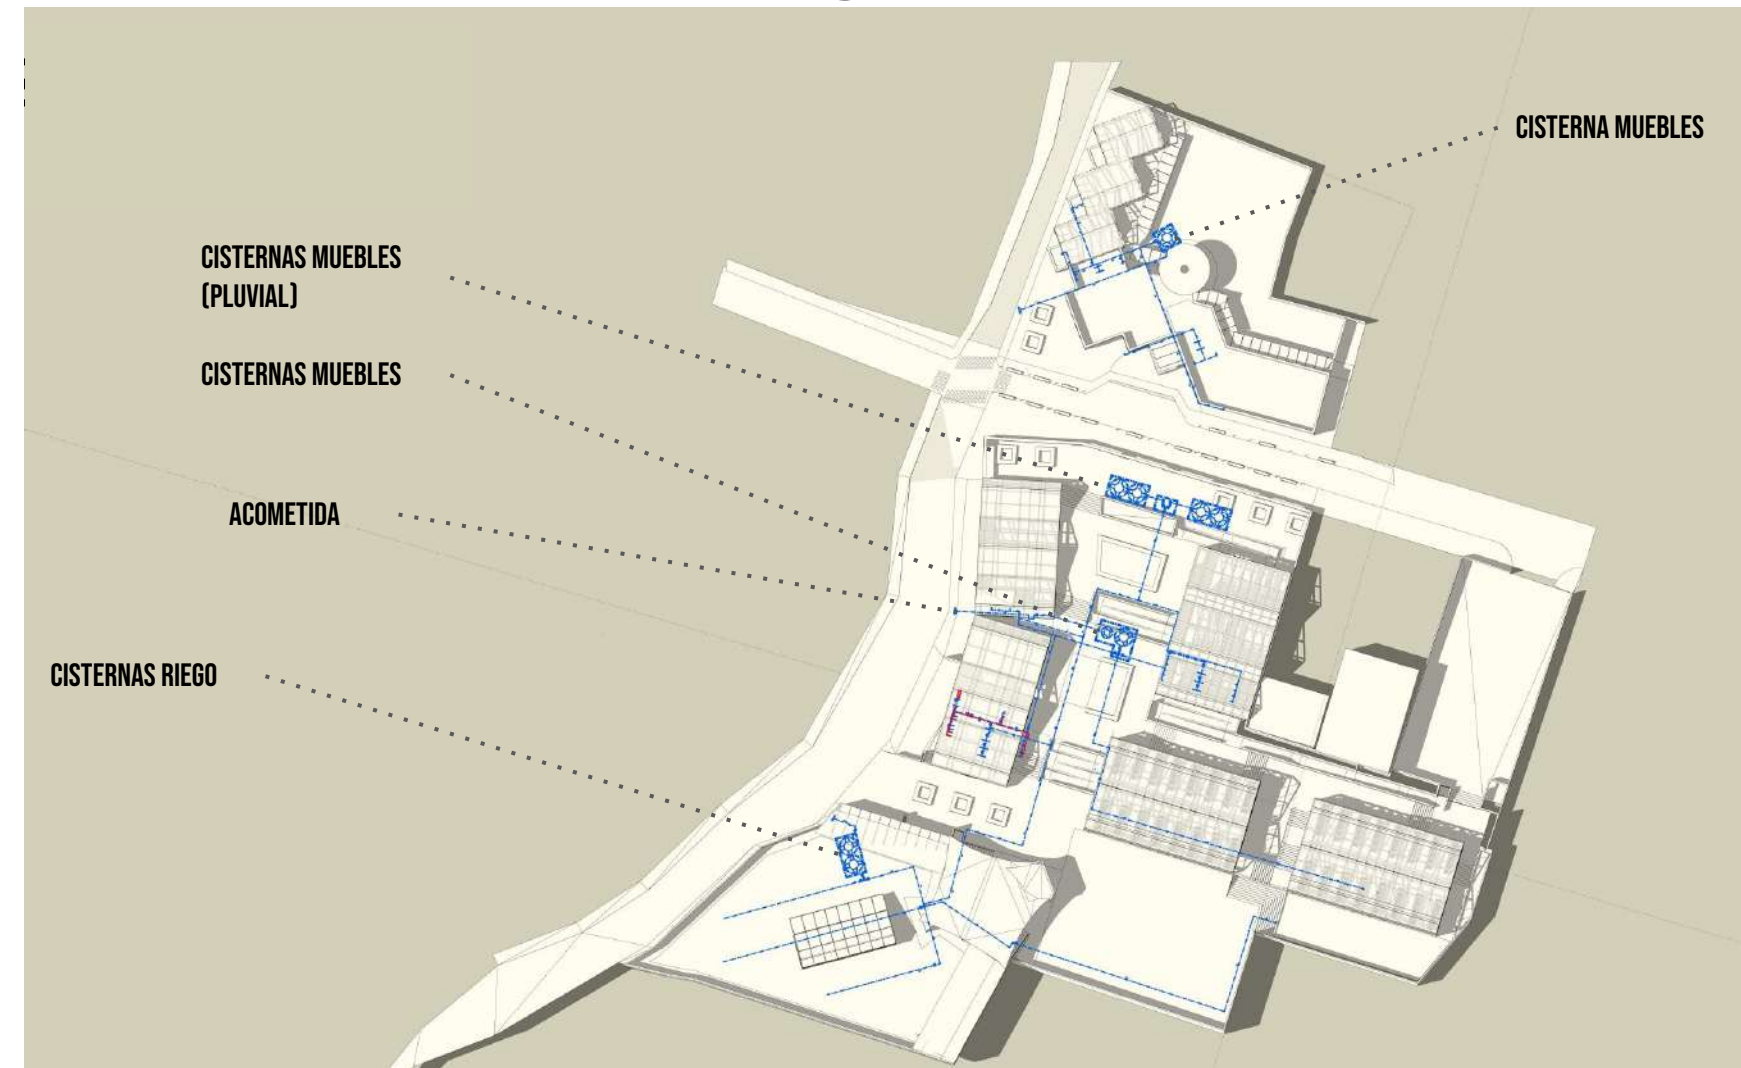 CISTERNA MUEBLES
CISTERNAS MUEBLES
(PLUVIAL)
CISTERNAS MUEBLES
ACOMETIDA
CISTERNAS RIEGO